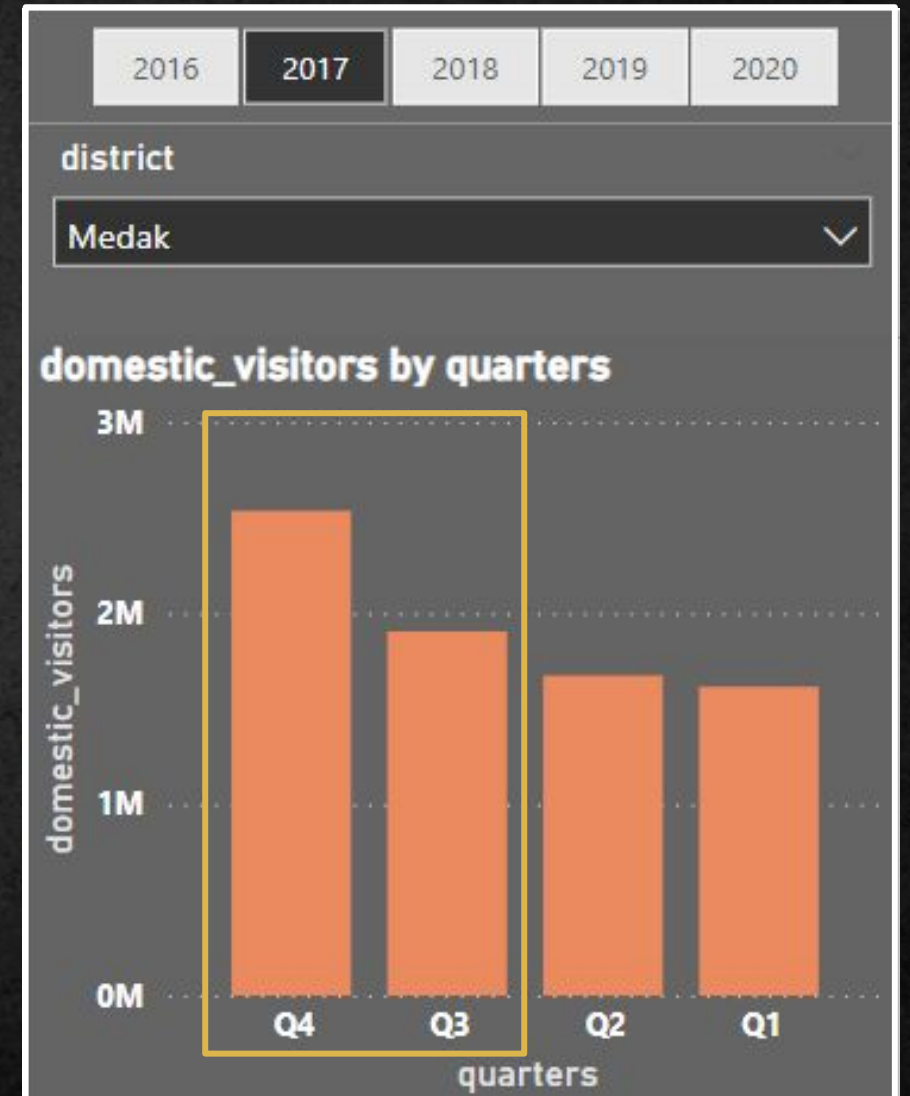 2016 2017 2018 2019 2020
district
Medak
domestic_visitors by quarters
3M
2M
1M
0M
domestic_visitors
Q4 Q3 Q2 Q1
quarters